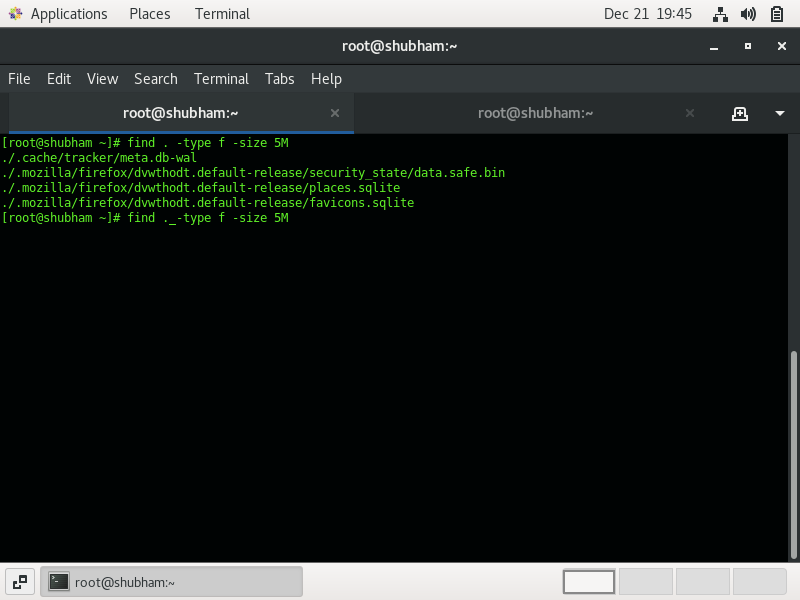 Applications Places Terminal Dec 21 19:45
root@shubham:~
File Edit View Search Terminal Tabs Help
root@shubham:~ × root@shubham:~ ×
[root@shubham ~]# find . -type f -size 5M
./.cache/tracker/meta.db-wal
./.mozilla/firefox/dvwthodt.default-release/security_state/data.safe.bin
./.mozilla/firefox/dvwthodt.default-release/places.sqlite
./.mozilla/firefox/dvwthodt.default-release/favicons.sqlite
[root@shubham ~]# find ._-type f -size 5M
root@shubham:~